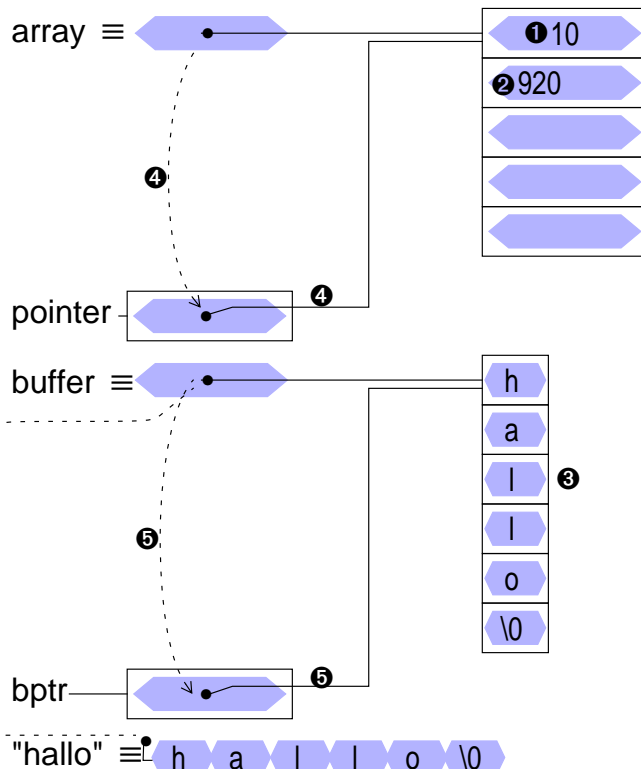 array ≡ ❶10
❷920
❹
pointer ❹
buffer ≡ h
a
l ❸
l
❺
o
\0
bptr ❺
"hallo" ≡ h a l l o \0